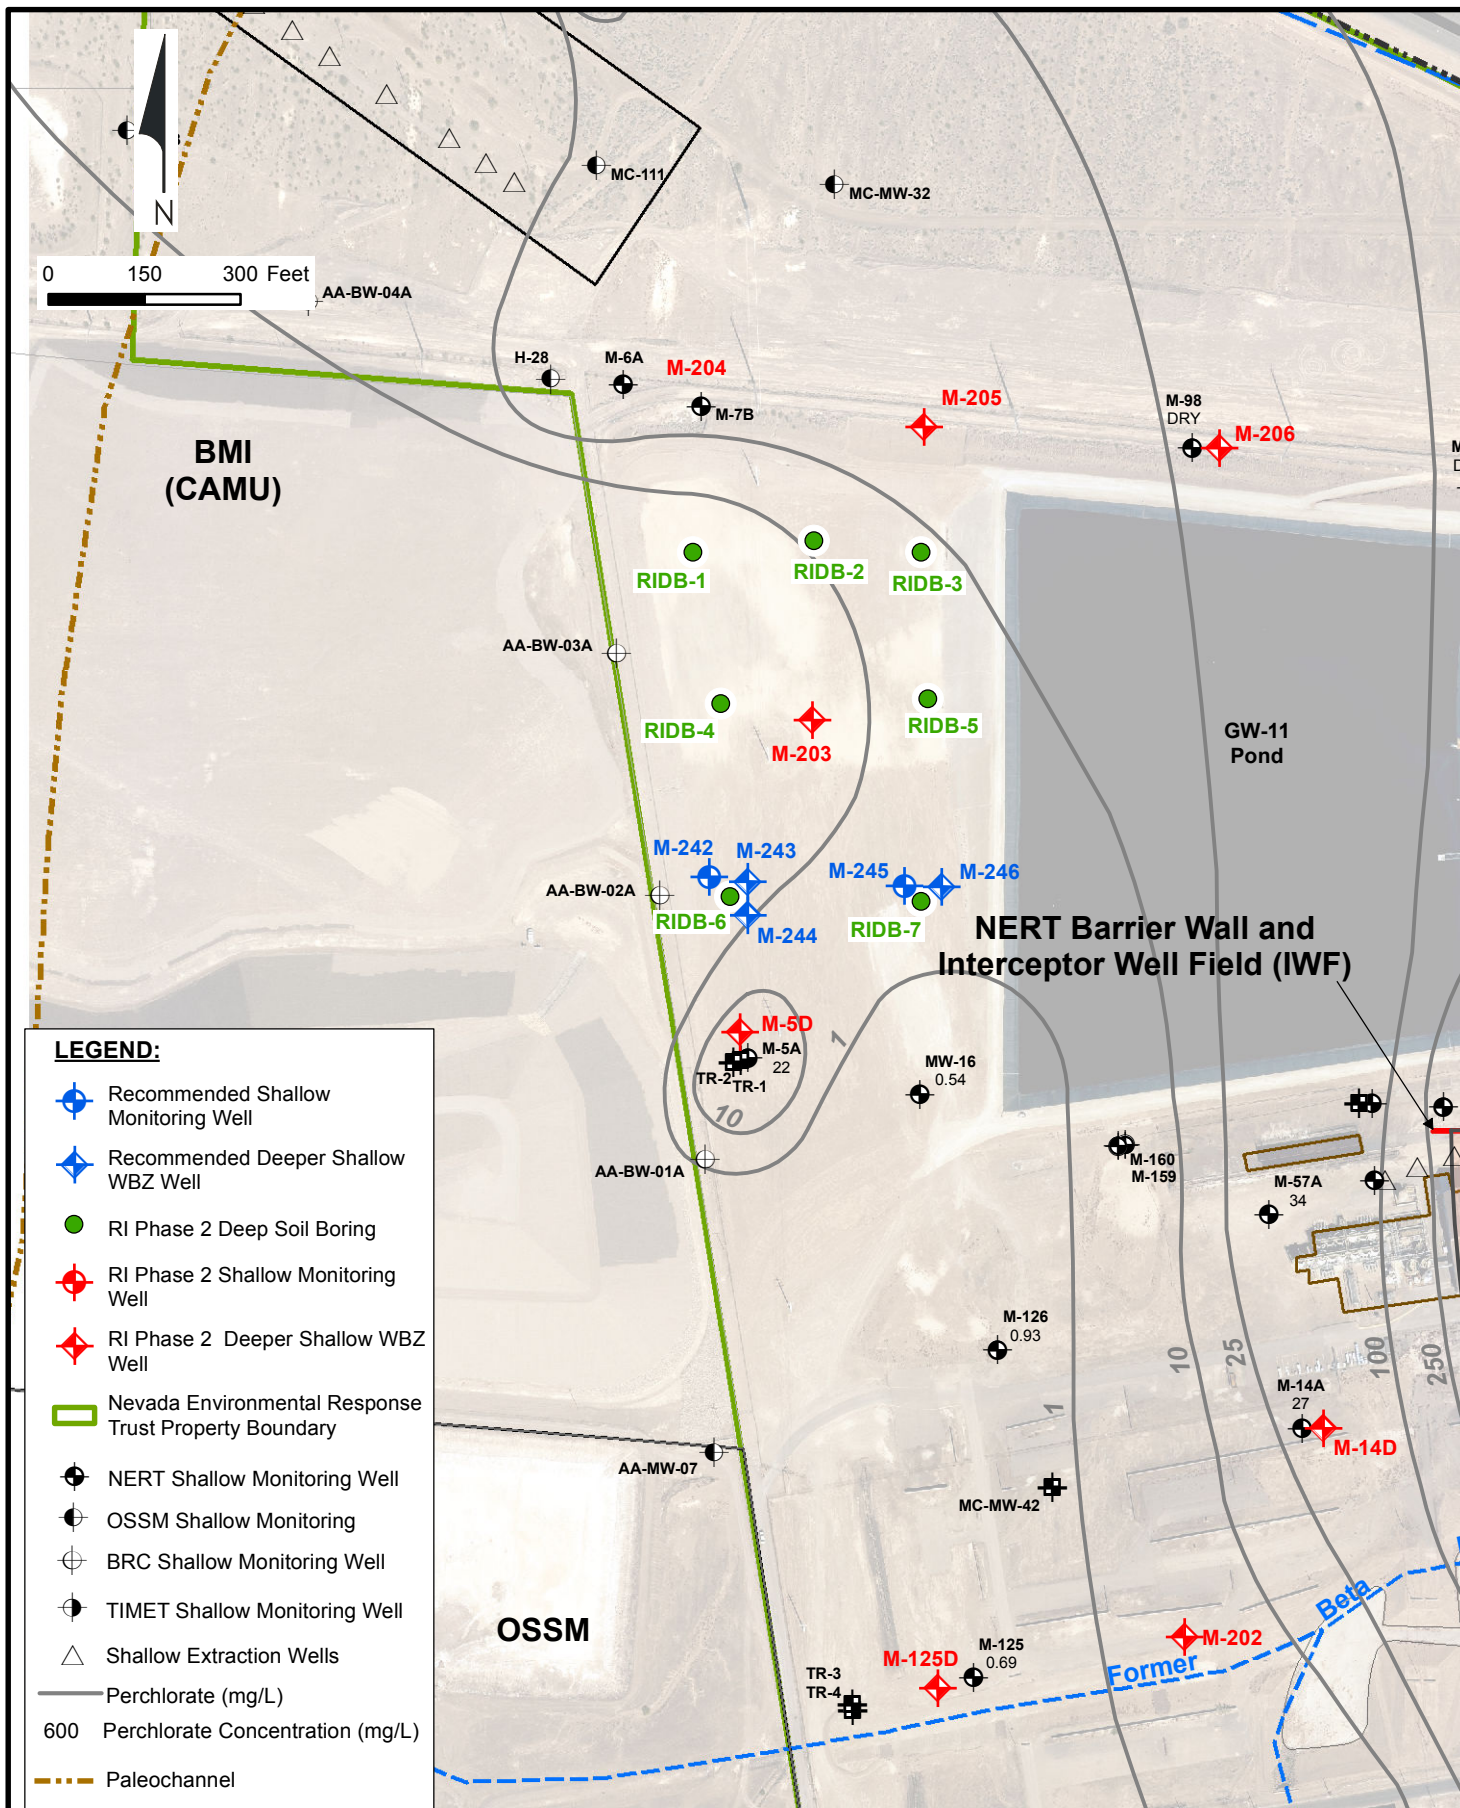 MC-111
MC-MW-32
N
0 150 300 Feet
AA-BW-04A
H-28
M-6A
M-204
M-7B
M-205
M-98
DRY
M-206
BMI
(CAMU)
RIDB-1
RIDB-2
RIDB-3
AA-BW-03A
RIDB-4
M-203
RIDB-5
GW-11
Pond
M-242
M-243
M-245
M-246
AA-BW-02A
RIDB-6
M-244
RIDB-7
NERT Barrier Wall and
Interceptor Well Field (IWF)
M-5D
M-5A
22
TR-2
TR-1
1
10
MW-16
0.54
AA-BW-01A
M-160
M-159
M-57A
34
M-126
0.93
10
25
100
250
1
M-14A
27
M-14D
AA-MW-07
MC-MW-42
OSSM
Beta
M-202
Former
M-125D
M-125
0.69
TR-3
TR-4
LEGEND:
Recommended Shallow
Monitoring Well
Recommended Deeper Shallow
WBZ Well
RI Phase 2 Deep Soil Boring
RI Phase 2 Shallow Monitoring
Well
RI Phase 2 Deeper Shallow WBZ
Well
Nevada Environmental Response
Trust Property Boundary
NERT Shallow Monitoring Well
OSSM Shallow Monitoring
BRC Shallow Monitoring Well
TIMET Shallow Monitoring Well
Shallow Extraction Wells
Perchlorate (mg/L)
600 Perchlorate Concentration (mg/L)
Paleochannel